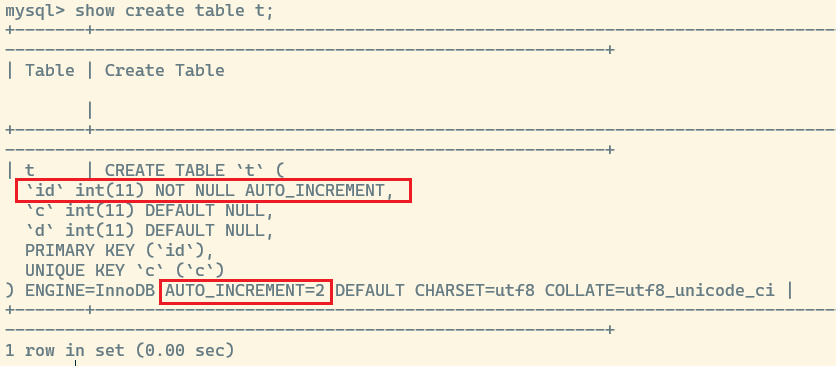 mysql> show create table t;
+-------+----------------------------------------------------------------------------------
---------------------------------------------------------+
| Table | Create Table
|
+-------+----------------------------------------------------------------------------------
---------------------------------------------------------+
| t     | CREATE TABLE `t` (
  `id` int(11) NOT NULL AUTO_INCREMENT,
  `c` int(11) DEFAULT NULL,
  `d` int(11) DEFAULT NULL,
  PRIMARY KEY (`id`),
  UNIQUE KEY `c` (`c`)
) ENGINE=InnoDB AUTO_INCREMENT=2 DEFAULT CHARSET=utf8 COLLATE=utf8_unicode_ci |
+-------+----------------------------------------------------------------------------------
---------------------------------------------------------+
1 row in set (0.00 sec)